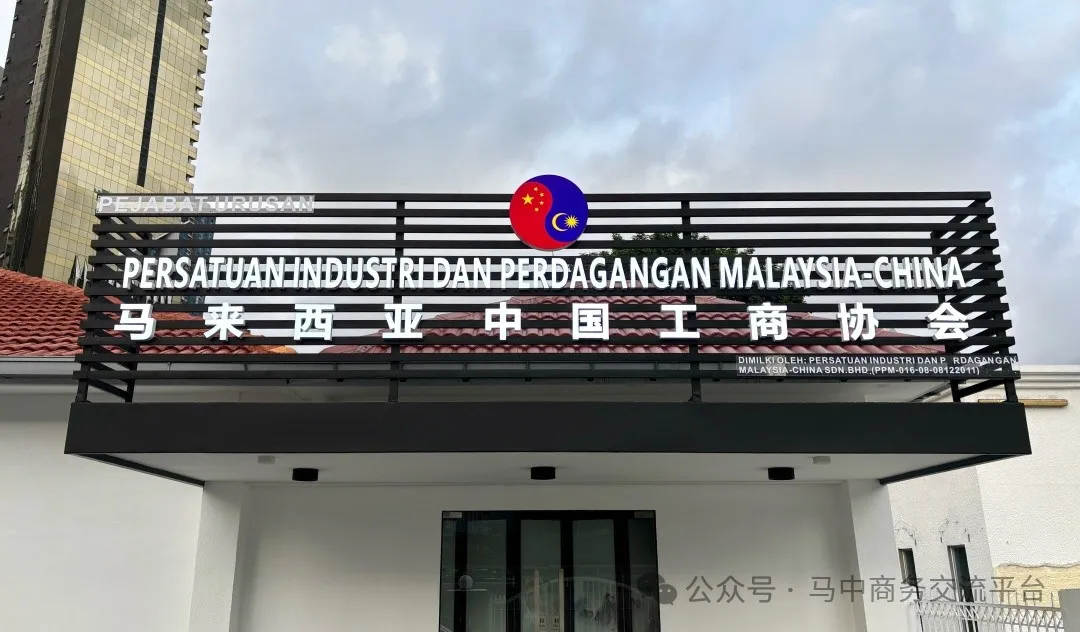 PEJABAT URUSAN
PERSATUAN INDUSTRI DAN PERDAGANGAN MALAYSIA-CHINA
马来西亚中国工商协会
DIMILKI OLEH: PERSATUAN INDUSTRI DAN P RDAGANGAN
MALAYSIA-CHINA SDN.BHD.(PPM-016-08-08122011)
公众号·马中商务交流平台